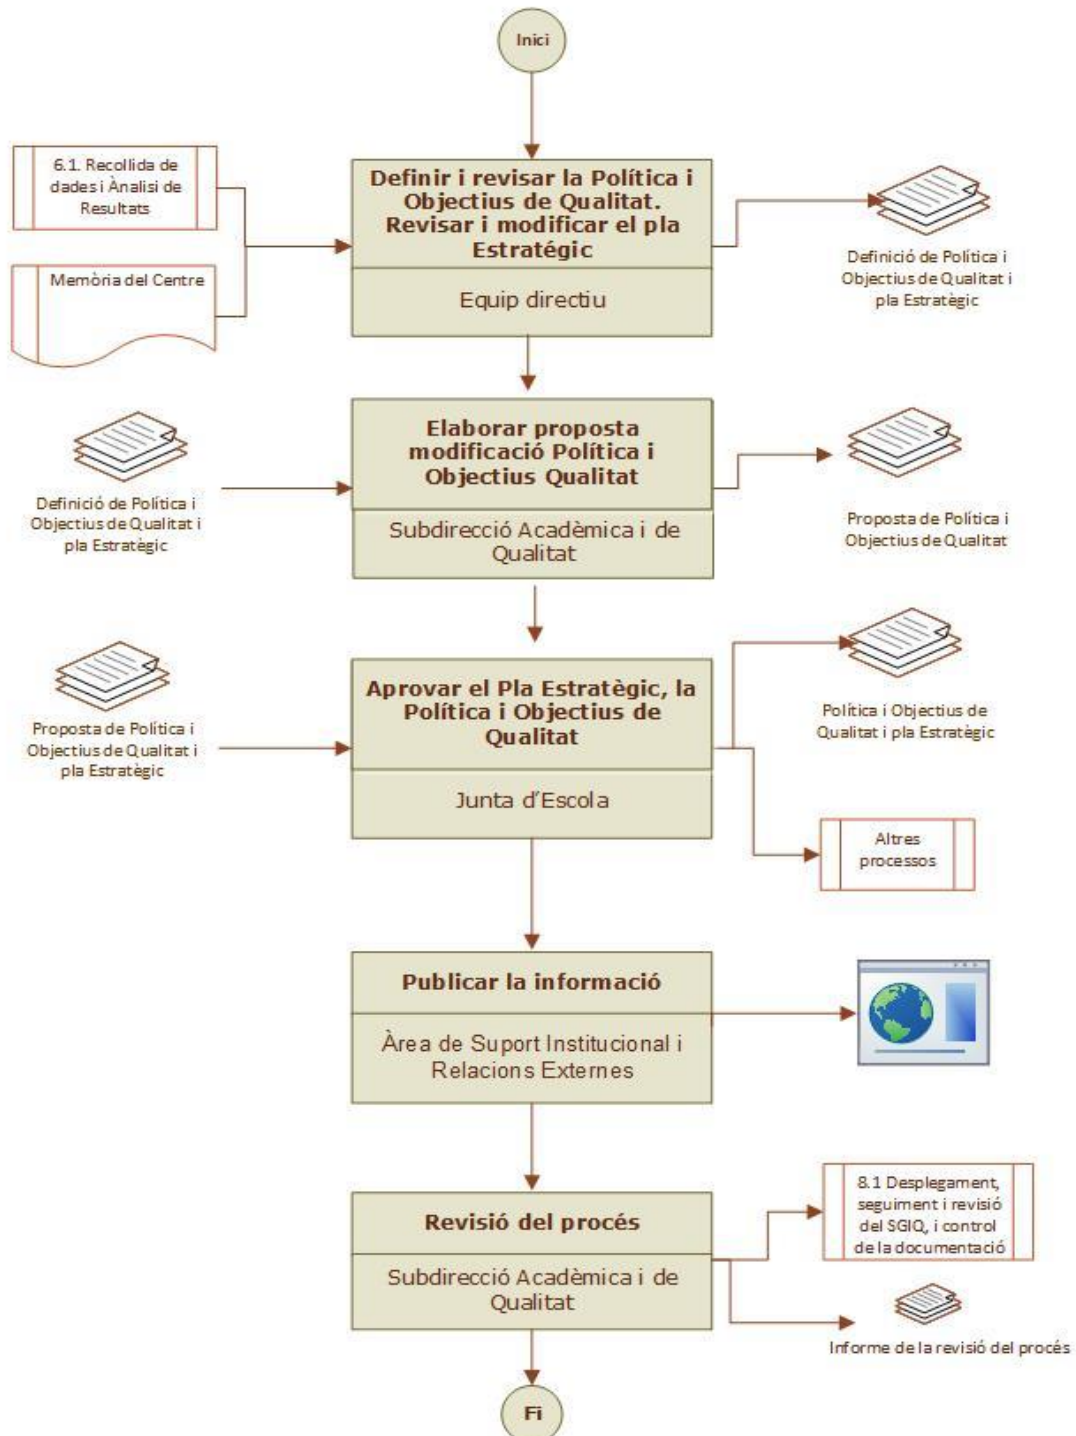 Inici
6.1. Recollida de
dades i Ànalisi de
Resultats
Memòria del Centre
Definir i revisar la Política i
Objectius de Qualitat.
Revisar i modificar el pla
Estratégic
Equip directiu
Definició de Política i
Objectius de Qualitat i
pla Estratègic
Definició de Política i
Objectius de Qualitat i
pla Estratègic
Elaborar proposta
modificació Política i
Objectius Qualitat
Subdirecció Acadèmica i de
Qualitat
Proposta de Política i
Objectius de Qualitat
Proposta de Política i
Objectius de Qualitat i
pla Estratègic
Aprovar el Pla Estratègic, la
Política i Objectius de
Qualitat
Junta d’Escola
Política i Objectius de
Qualitat i pla Estratègic
Altres
processos
Publicar la informació
Àrea de Suport Institucional i
Relacions Externes
Revisió del procés
Subdirecció Acadèmica i de
Qualitat
8.1 Desplegament,
seguiment i revisió
del SGIQ, i control
de la documentació
Informe de la revisió del procés
Fi